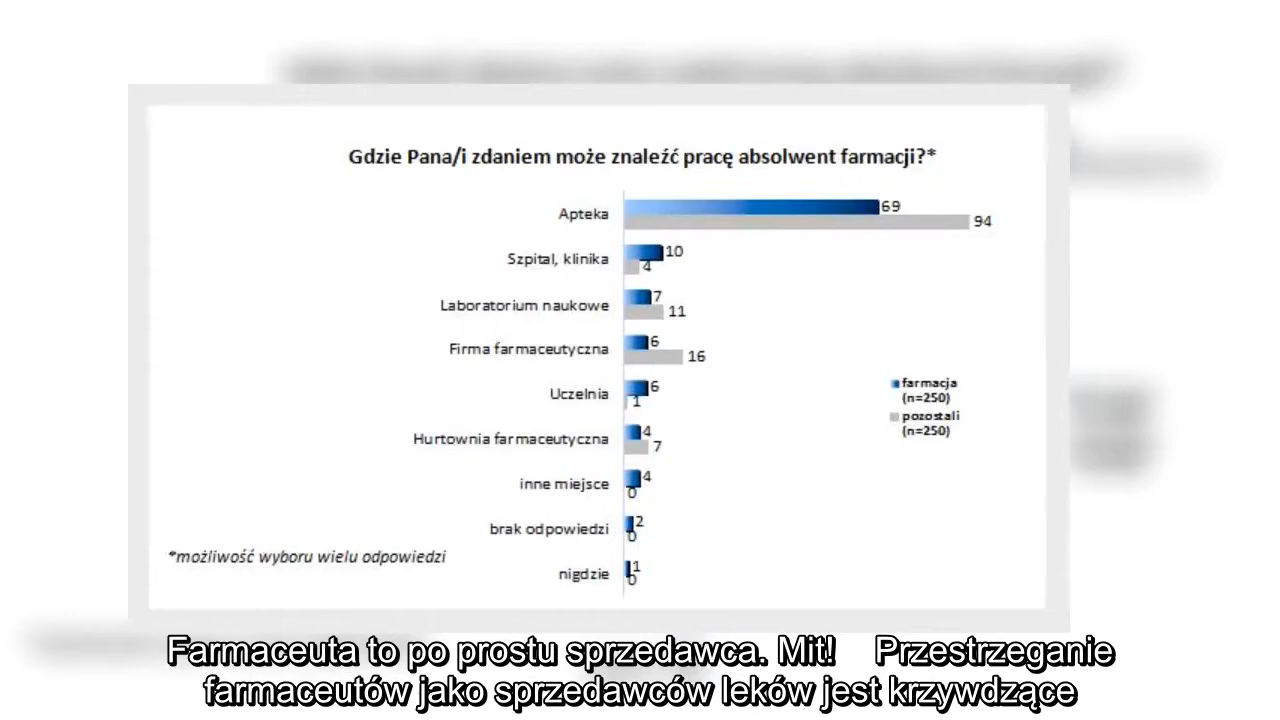 Gdzie Pana/i zdaniem może znaleźć pracę absolwent farmacji?*
Apteka 69 94
Szpital, klinika 10 4
Laboratorium naukowe 7 11
Firma farmaceutyczna 6 16
Uczelnia 6 1
Hurtownia farmaceutyczna 4 7
inne miejsce 4 0
brak odpowiedzi 2 0
nigdzie 1 0
farmacja
(n=250)
pozostali
(n=250)
*możliwość wyboru wielu odpowiedzi
Farmaceuta to po prostu sprzedawca. Mit! Przestrzeganie
farmaceutów jako sprzedawców leków jest krzywdzące